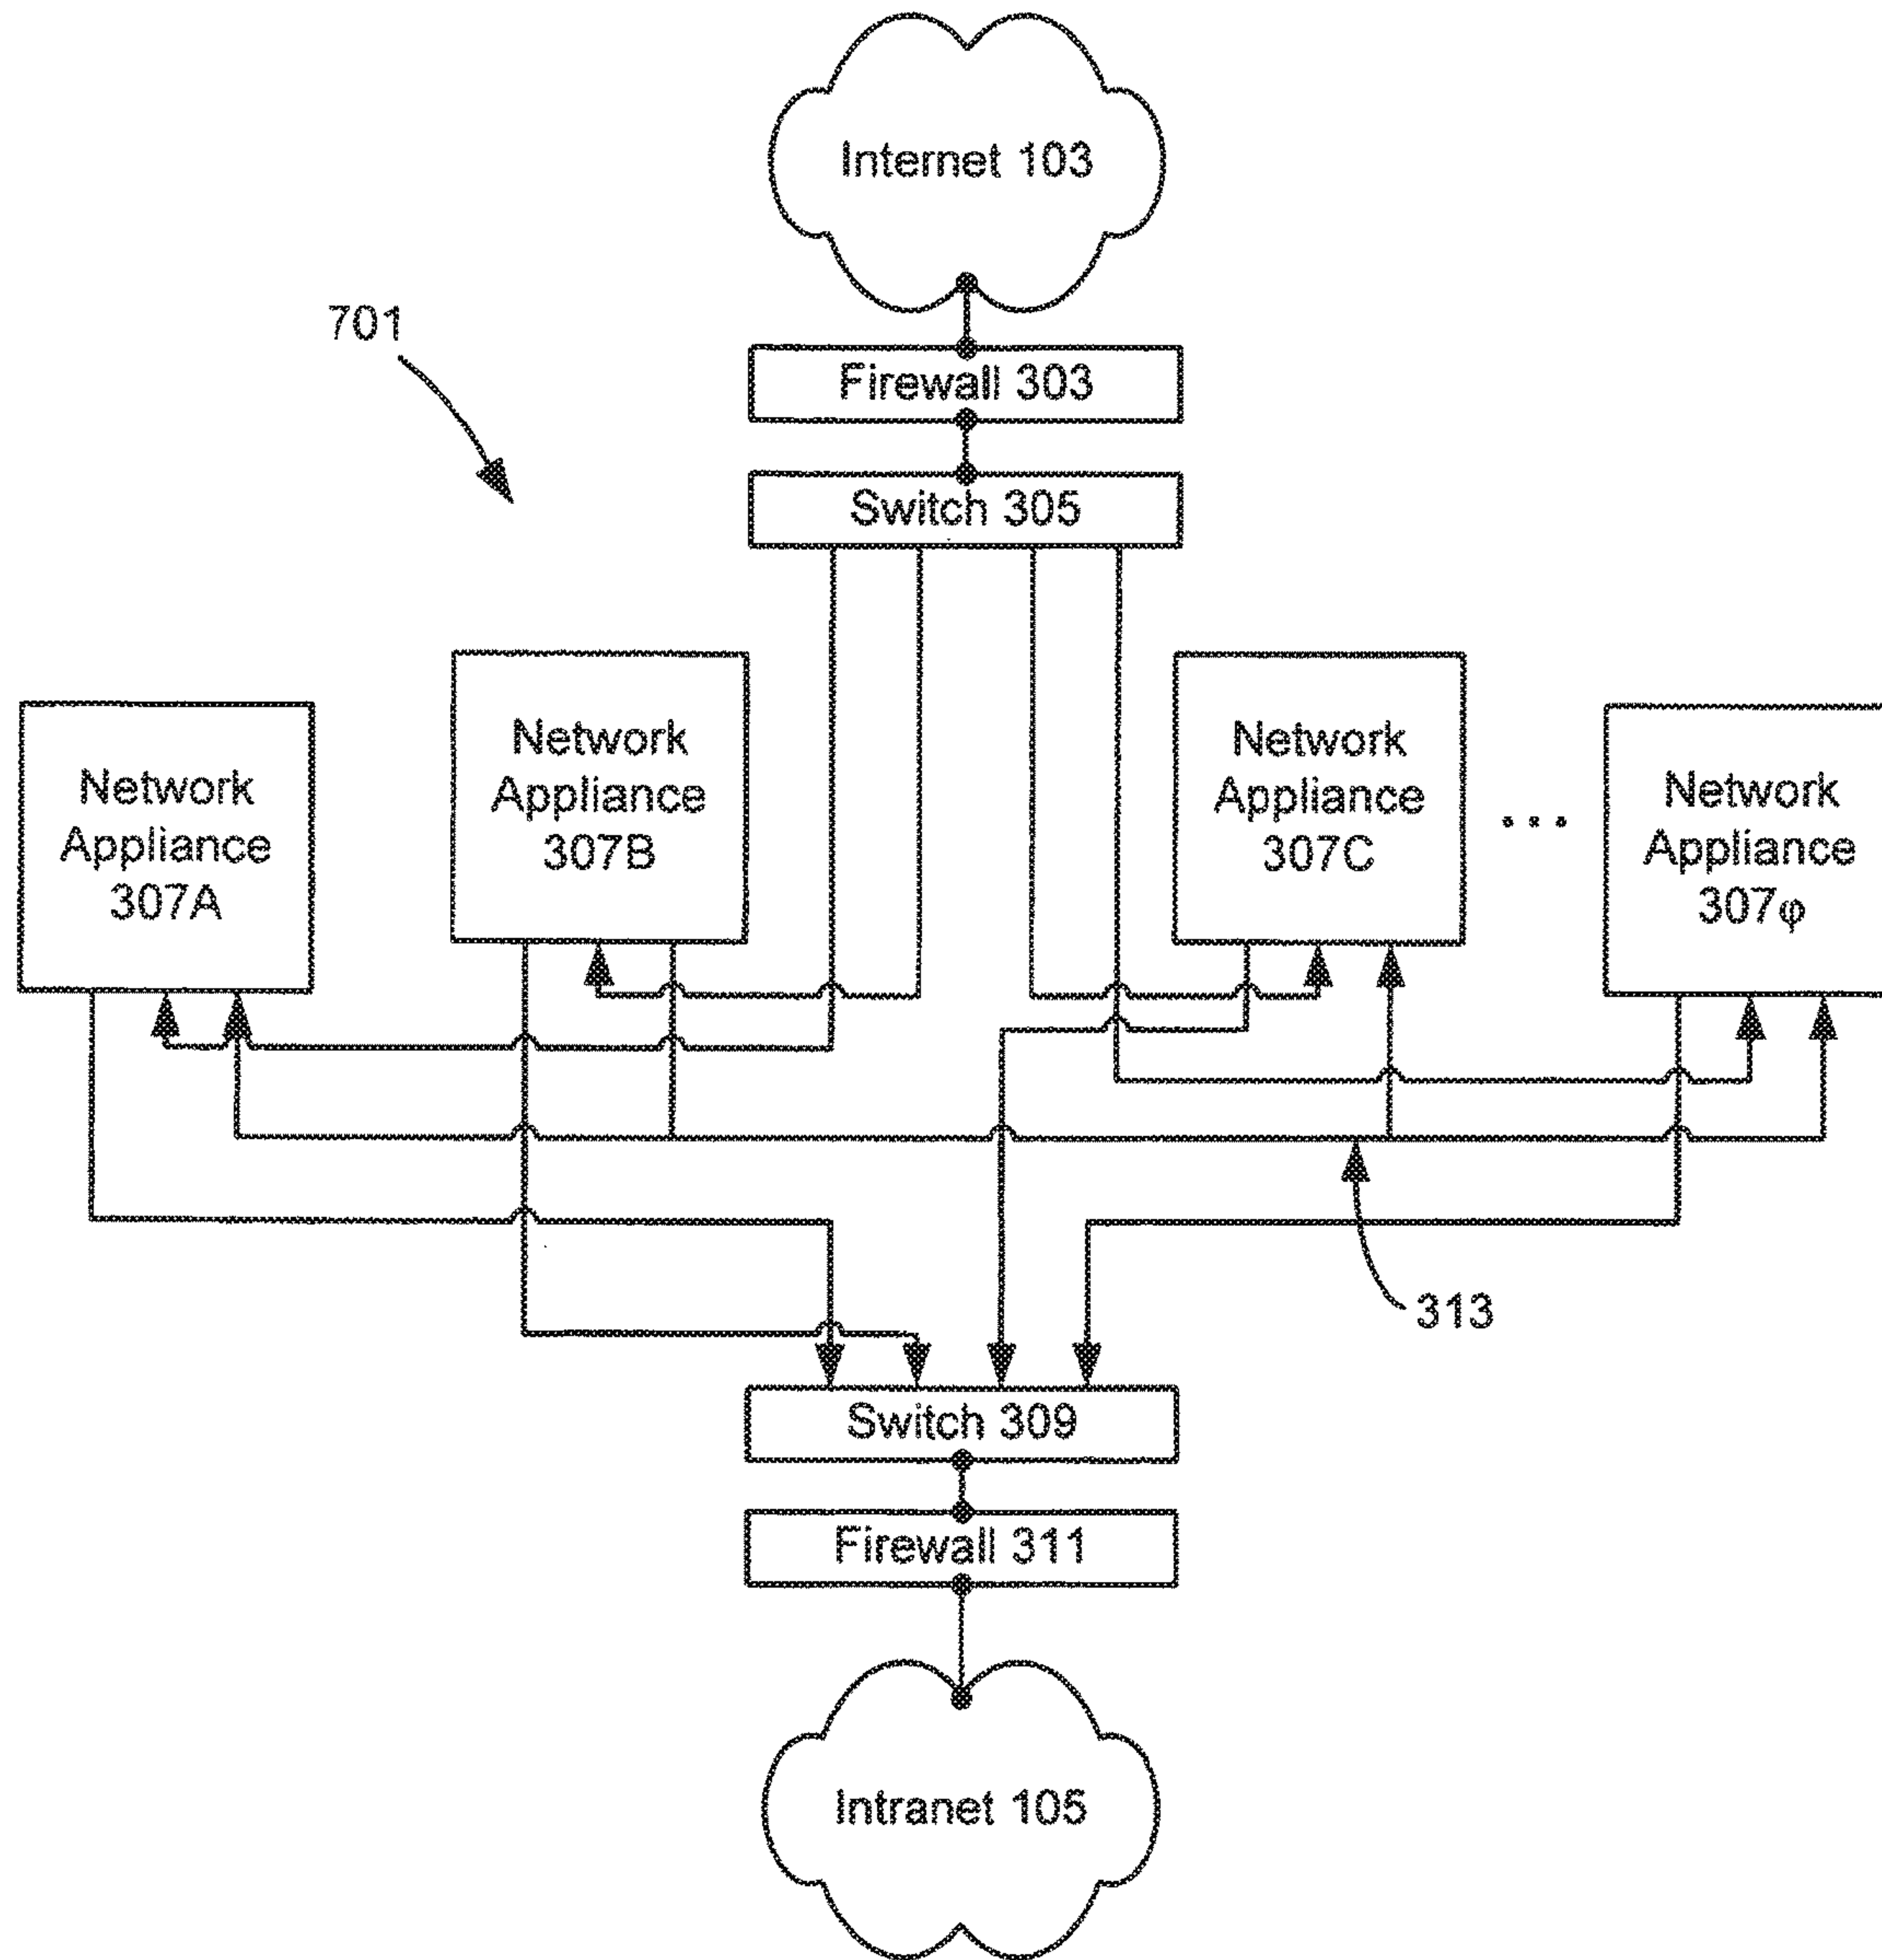 Internet 103
701
Firewall 303
Switch 305
Network
Appliance
307A
Network
Appliance
307B
Network
Appliance
307C
...
Network
Appliance
307φ
313
Switch 309
Firewall 311
Intranet 105